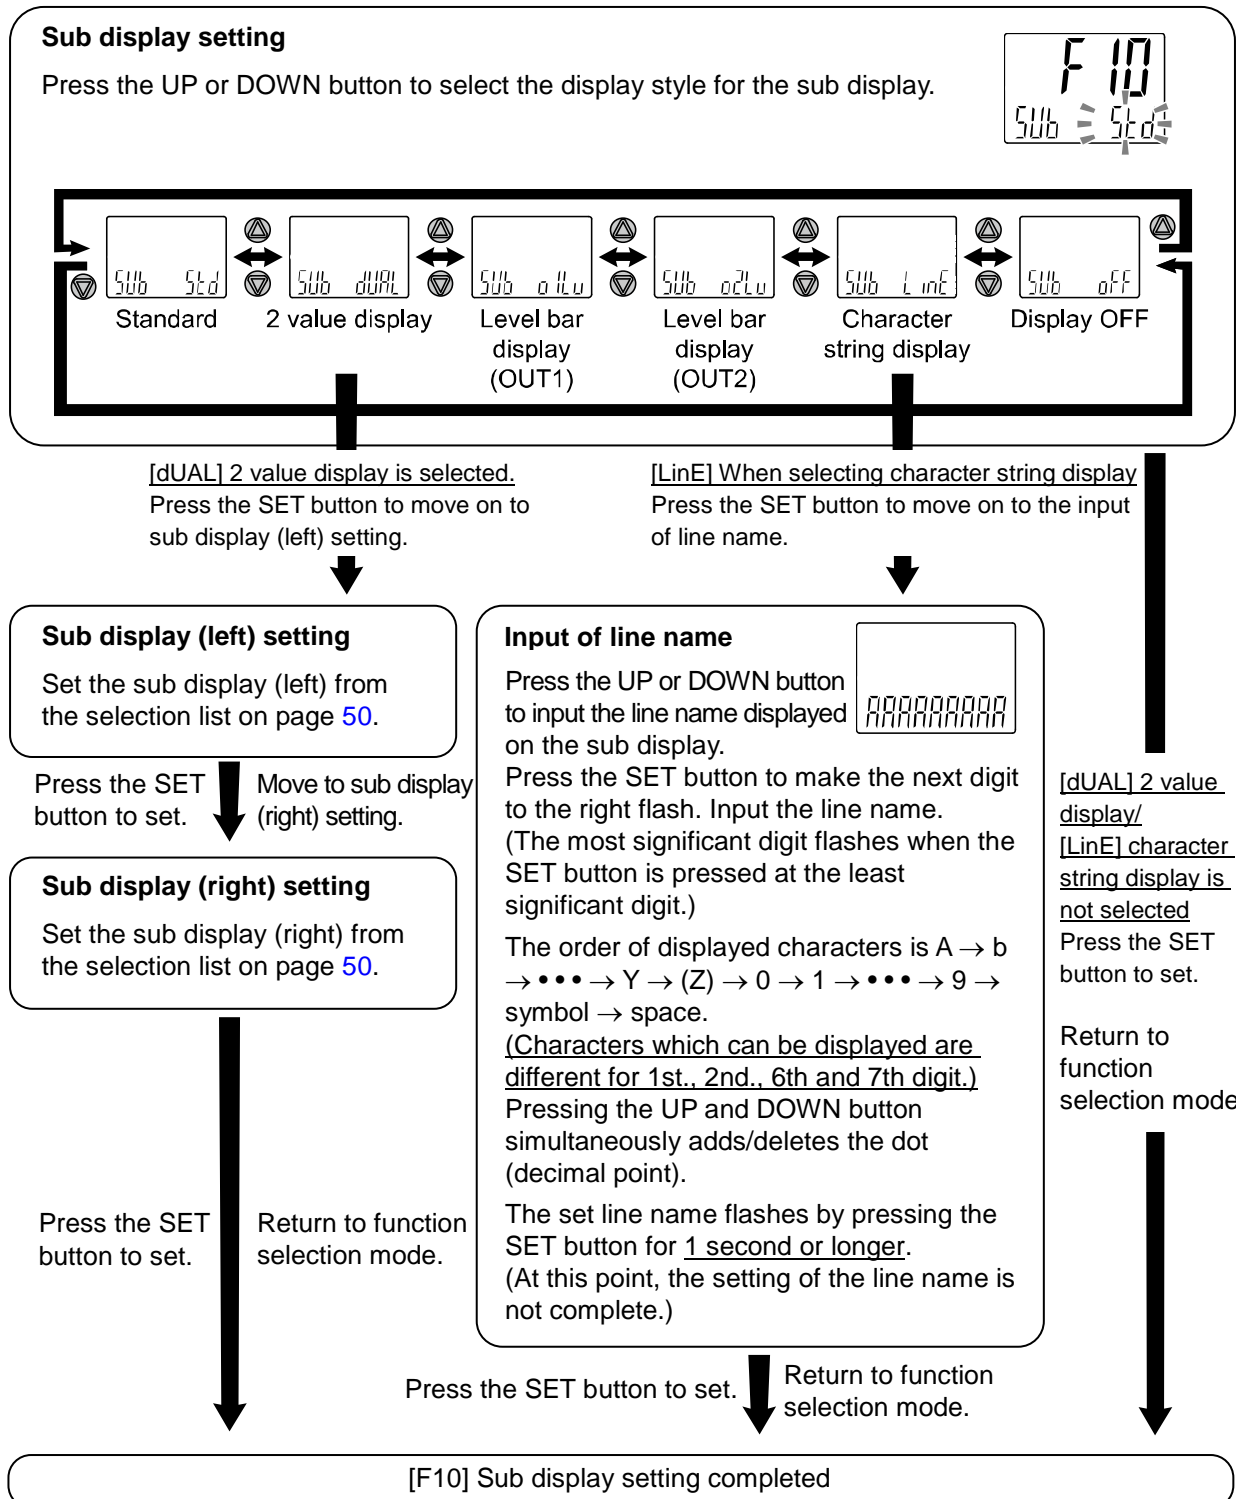 Sub display setting
Press the UP or DOWN button to select the display style for the sub display.
F 10
SUb Std
SUb Std
SUb dUAL
SUb o1Lv
SUb o2Lv
SUb LinE
SUb oFF
Standard
2 value display
Level bar
display
(OUT1)
Level bar
display
(OUT2)
Character
string display
Display OFF
[dUAL] 2 value display is selected.
Press the SET button to move on to
sub display (left) setting.
[LinE] When selecting character string display
Press the SET button to move on to the input
of line name.
Sub display (left) setting
Set the sub display (left) from
the selection list on page 50.
Press the SET
button to set.
Move to sub display
(right) setting.
Sub display (right) setting
Set the sub display (right) from
the selection list on page 50.
Press the SET
button to set.
Return to function
selection mode.
Input of line name
Press the UP or DOWN button
to input the line name displayed
on the sub display.
AAAAAAAAA
Press the SET button to make the next digit
to the right flash. Input the line name.
(The most significant digit flashes when the
SET button is pressed at the least
significant digit.)
The order of displayed characters is A → b
→ • • • → Y → (Z) → 0 → 1 → • • • → 9 →
symbol → space.
(Characters which can be displayed are
different for 1st., 2nd., 6th and 7th digit.)
Pressing the UP and DOWN button
simultaneously adds/deletes the dot
(decimal point).
The set line name flashes by pressing the
SET button for 1 second or longer.
(At this point, the setting of the line name is
not complete.)
Press the SET button to set.
Return to function
selection mode.
[dUAL] 2 value
display/
[LinE] character
string display is
not selected
Press the SET
button to set.
Return to
function
selection mode
[F10] Sub display setting completed